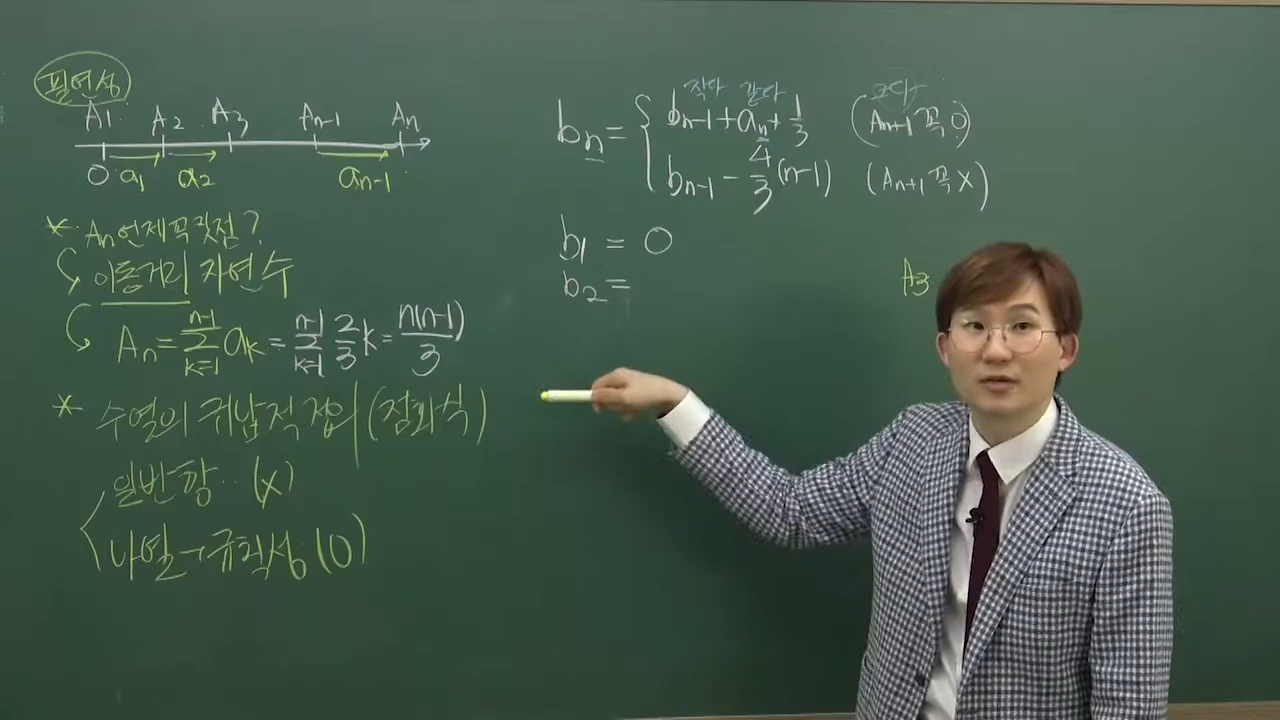 필연성
A1 A2 A3 An-1 An
0 a1 a2 an-1
* An 언제 꼭짓점?
이동거리 자연수
An = n-1 Σ k=1 ak = n-1 Σ k=1 2/3 k = n(n-1)/3
* 수열의 귀납적 정의 (점화식)
일반항.. (x)
나열→규칙성 (O)
작다 같다 크다
bn = { bn-1 + an + 1/3 (An+1 꼭 O)
bn-1 - 4/3 (n-1) (An+1 꼭 X)
b1 = 0
b2 =
A3